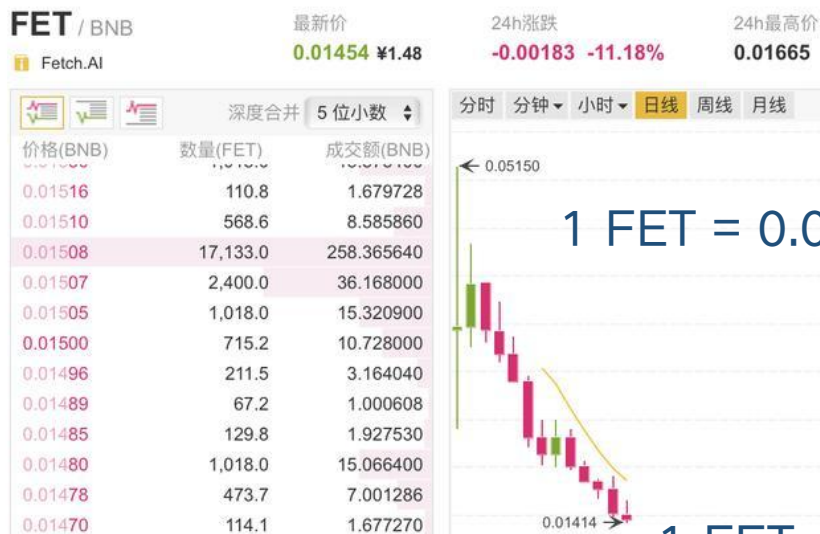 FET / BNB
Fetch.AI
最新价
0.01454 ¥1.48
24h涨跌
-0.00183 -11.18%
24h最高价
0.01665
深度合并 5 位小数
价格(BNB) 数量(FET) 成交额(BNB)
0.01516 110.8 1.679728
0.01510 568.6 8.585860
0.01508 17,133.0 258.365640
0.01507 2,400.0 36.168000
0.01505 1,018.0 15.320900
0.01500 715.2 10.728000
0.01496 211.5 3.164040
0.01489 67.2 1.000608
0.01485 129.8 1.927530
0.01480 1,018.0 15.066400
0.01478 473.7 7.001286
0.01470 114.1 1.677270
分时 分钟 小时 日线 周线 月线
0.05150
1 FET = 0.0
0.01414
1 FET